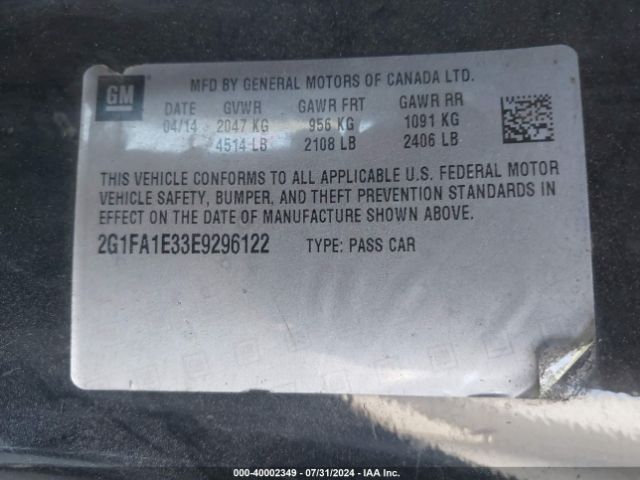 GM
MFD BY GENERAL MOTORS OF CANADA LTD.
DATE GVWR GAWR FRT GAWR RR
04/14 2047 KG 956 KG 1091 KG
4514 LB 2108 LB 2406 LB
THIS VEHICLE CONFORMS TO ALL APPLICABLE U.S. FEDERAL MOTOR
VEHICLE SAFETY, BUMPER, AND THEFT PREVENTION STANDARDS IN
EFFECT ON THE DATE OF MANUFACTURE SHOWN ABOVE.
2G1FA1E33E9296122 TYPE: PASS CAR
000-40002349 | 07/31/2024 - IAA Inc.